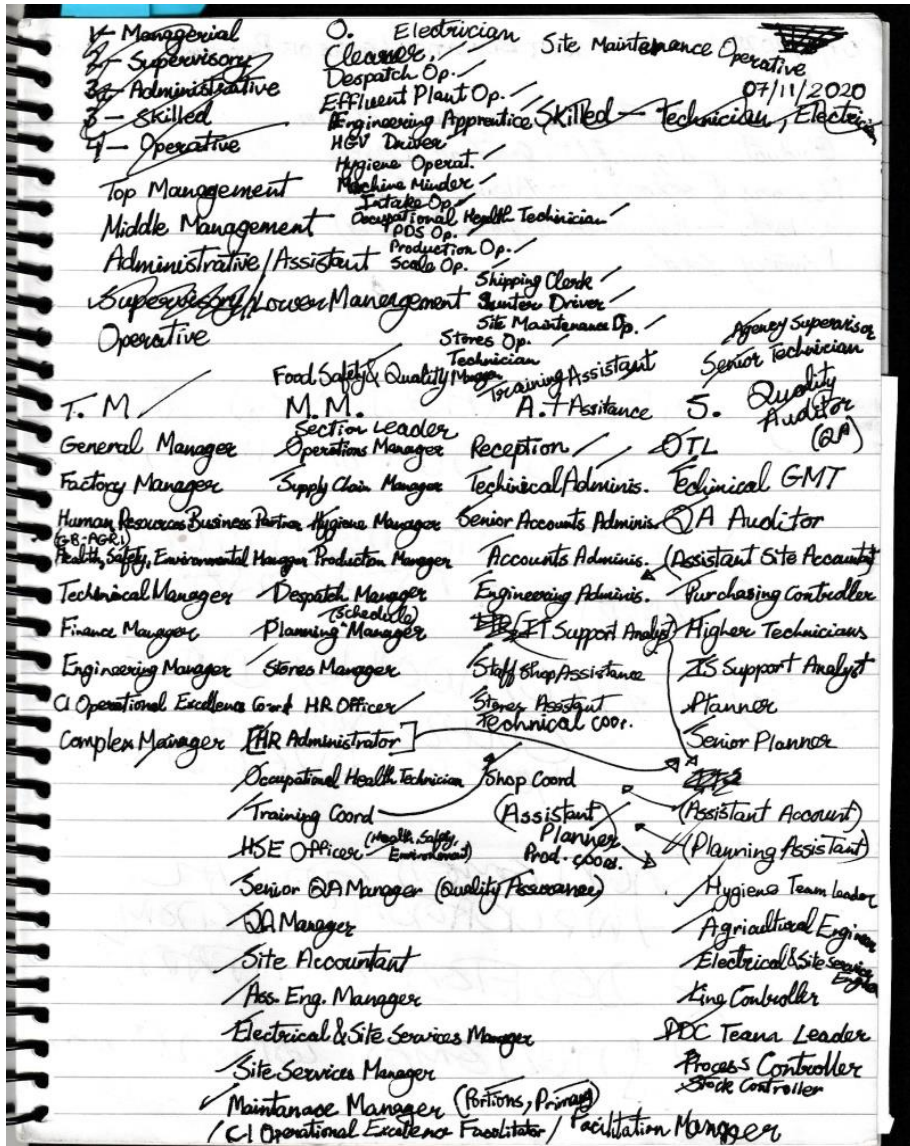 1- Managerial
2- Supervisory
3a- Administrative
3- Skilled
4- Operative
Top Management
Middle Management
Administrative/Assistant
Supervisory/Lower Management
Operative
O. Electrician
Cleaner
Despatch Op.
Effluent Plant Op.
Engineering Apprentice
HGV Driver
Hygiene Operat.
Machine Minder
Intake Op.
Occupational Health Techinician
PDS Op.
Production Op.
Scale Op.
Shipping Clerk
Shunter Driver
Site Maintenance Op.
Stores Op.
Technician
Training Assistant
Site Maintenance Operative
07/11/2020
Skilled - Technician, Electrician
Agency Supervisor
Senior Technician
Quality
Auditor
(QA)
Food Safety & Quality Manager
T. M.
General Manager
Factory Manager
Human Resources Business Partner
(GB-AGRI)
Health, Safety, Environmental Manager
Technical Manager
Finance Manager
Engineering Manager
CI Operational Excellence Coord
Complex Manager
M.M.
Section Leader
Operations Manager
Supply Chain Manager
Hygiene Manager
Production Manager
Despatch Manager
(Schedule)
Planning Manager
Stores Manager
HR Officer
HR Administrator
Occupational Health Technician
Training Coord
HSE Officer (Health, Safety, Environment)
Senior QA Manager (Quality Assurance)
QA Manager
Site Accountant
Ass. Eng. Manager
Electrical & Site Services Manager
Site Services Manager
Maintanace Manager (Portions, Primary)
/ CI Operational Excellence Facilitator / Facilitation Manager
A. + Assitance
Reception
Techinical Adminis.
Senior Accounts Adminis.
Accounts Adminis.
Engineering Adminis.
(IT Support Analyst)
Staff Shop Assistance
Stores Assistant
Technical coor.
Shop Coord
(Assistant)
Planner
Prod. coor.
S.
OTL
Techinical GMT
QA Auditor
(Assistant Site Accountant)
Purchasing Controller
Higher Technicians
IS Support Analyst
Planner
Senior Planner
(Assistant Account)
(Planning Assistant)
Hygiene Team Leader
Agricultural Engineer
Electrical & Site Service Engineer
Line Controller
PDC Team Leader
Process Controller
Stock Controller